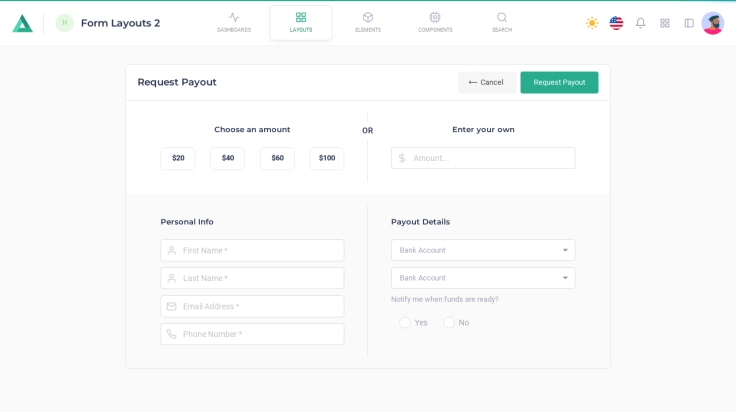 H
Form Layouts 2
DASHBOARDS
LAYOUTS
ELEMENTS
COMPONENTS
SEARCH
Request Payout
Cancel
Request Payout
Choose an amount
OR
Enter your own
$20
$40
$60
$100
$ Amount...
Personal Info
Payout Details
First Name *
Bank Account
Last Name *
Bank Account
Email Address *
Notify me when funds are ready?
Yes
No
Phone Number *